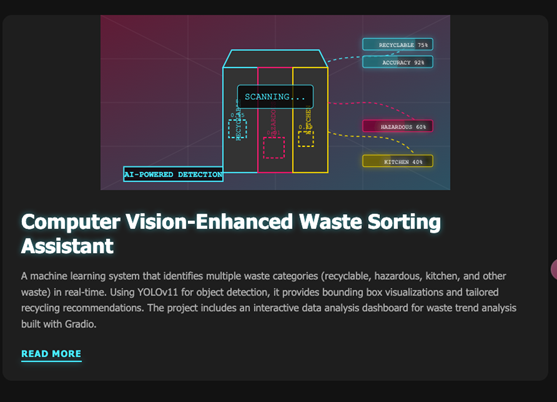 RECYCLABLE 75%
ACCURACY 92%
SCANNING...
HAZARDOUS 60%
KITCHEN 40%
AI-POWERED DETECTION
Computer Vision-Enhanced Waste Sorting
Assistant
A machine learning system that identifies multiple waste categories (recyclable, hazardous, kitchen, and other
waste) in real-time. Using YOLOv11 for object detection, it provides bounding box visualizations and tailored
recycling recommendations. The project includes an interactive data analysis dashboard for waste trend analysis
built with Gradio.
READ MORE